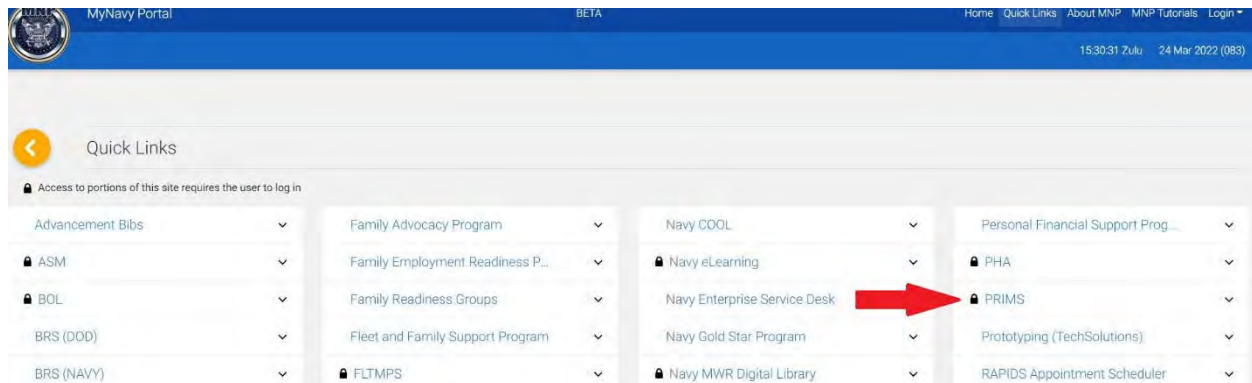 MNP
MyNavy Portal
BETA
Home Quick Links About MNP MNP Tutorials Login
15:30:31 Zulu 24 Mar 2022 (083)
Quick Links
Access to portions of this site requires the user to log in
Advancement Bibs
ASM
BOL
BRS (DOD)
BRS (NAVY)
Family Advocacy Program
Family Employment Readiness P...
Family Readiness Groups
Fleet and Family Support Program
FLTMPS
Navy COOL
Navy eLearning
Navy Enterprise Service Desk
Navy Gold Star Program
Navy MWR Digital Library
Personal Financial Support Prog...
PHA
PRIMS
Prototyping (TechSolutions)
RAPIDS Appointment Scheduler